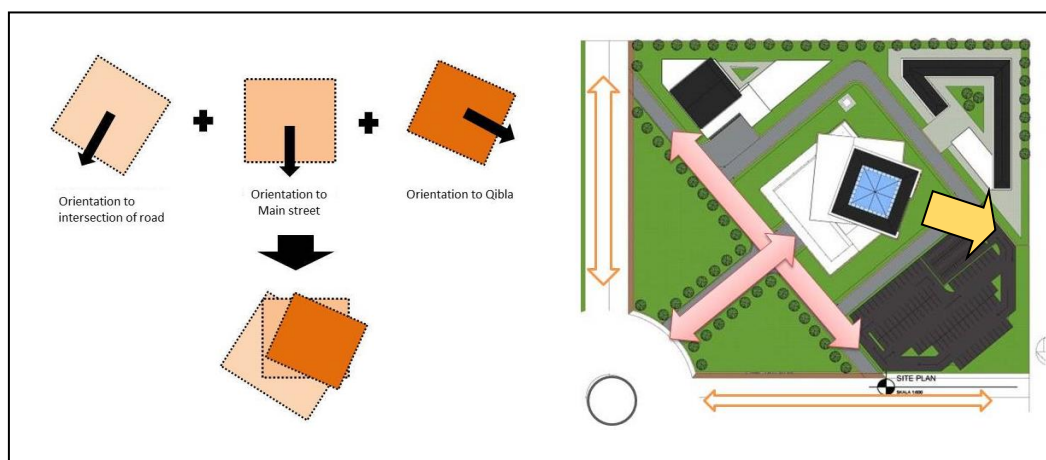 Orientation to
intersection of road
Orientation to
Main street
Orientation to Qibla
SITE PLAN